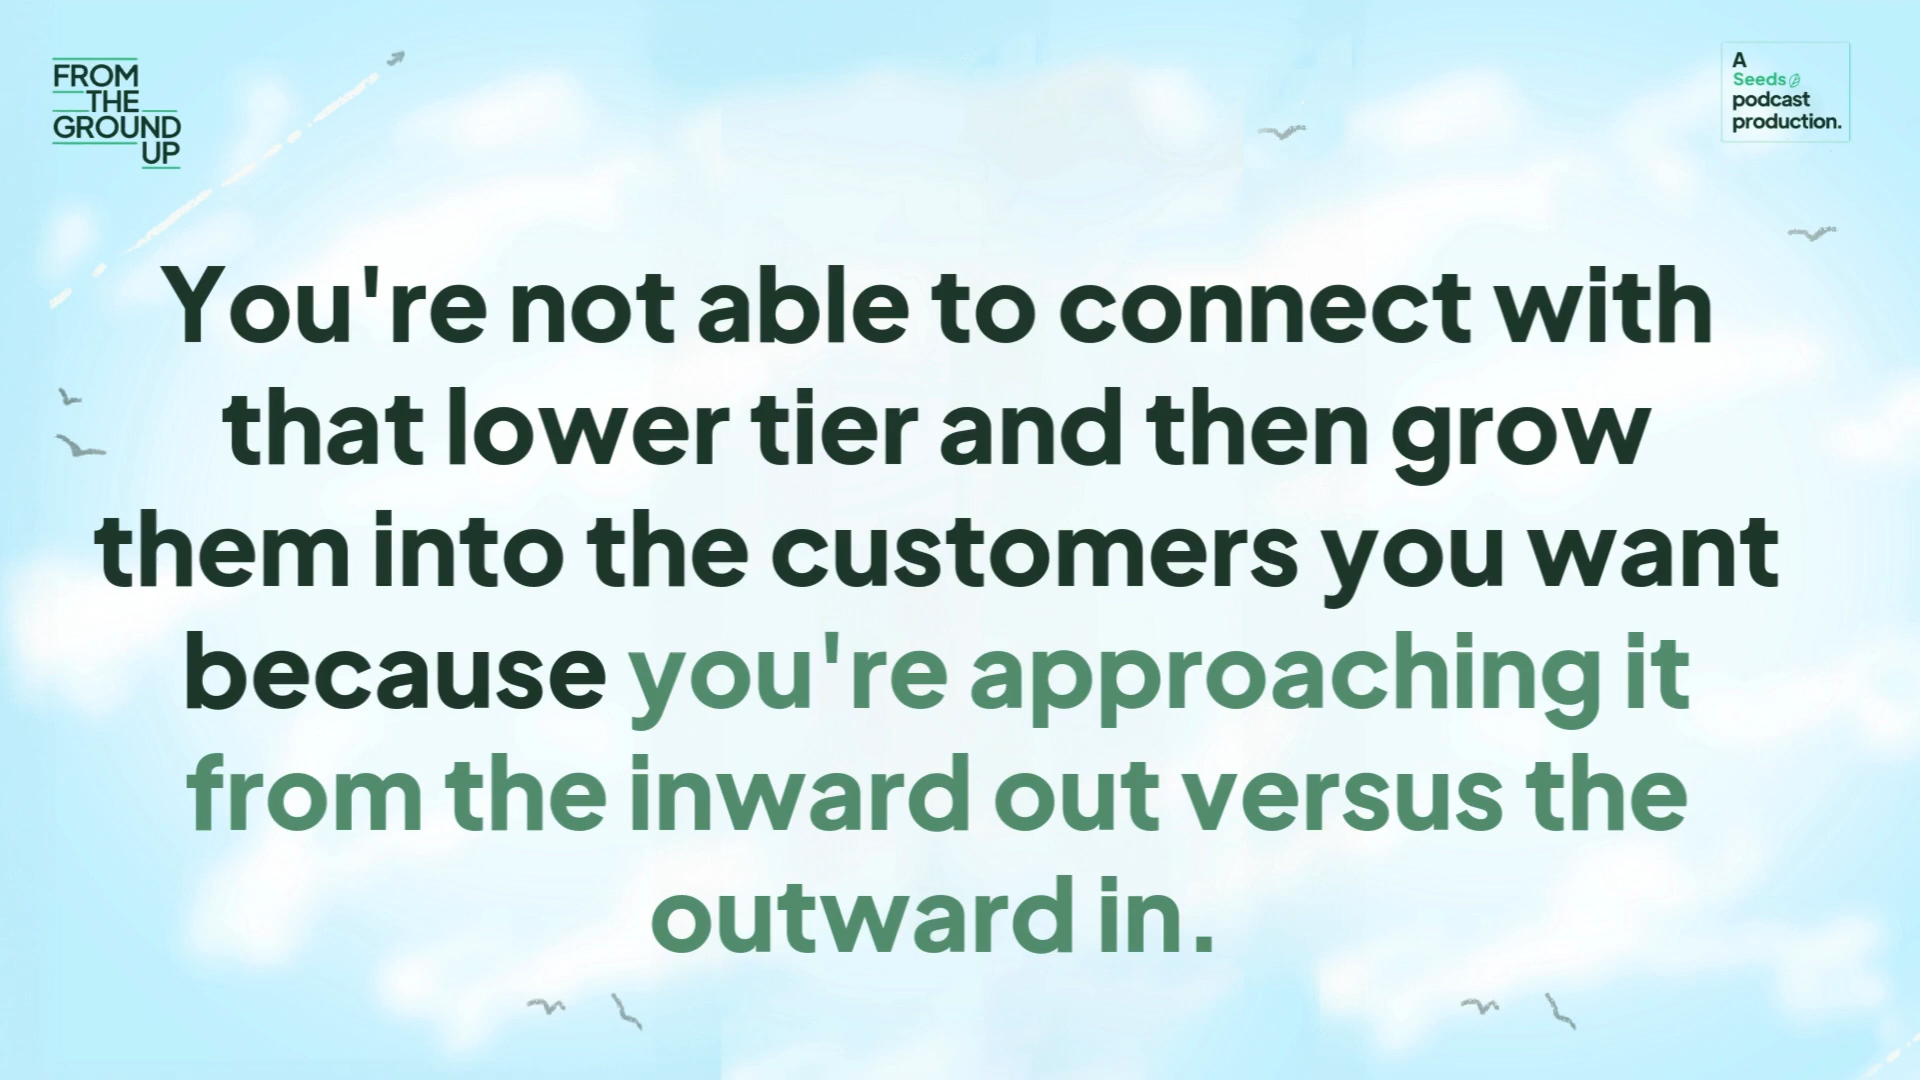 FROM
THE
GROUND
UP
A
Seeds
podcast
production.
You're not able to connect with
that lower tier and then grow
them into the customers you want
because you're approaching it
from the inward out versus the
outward in.